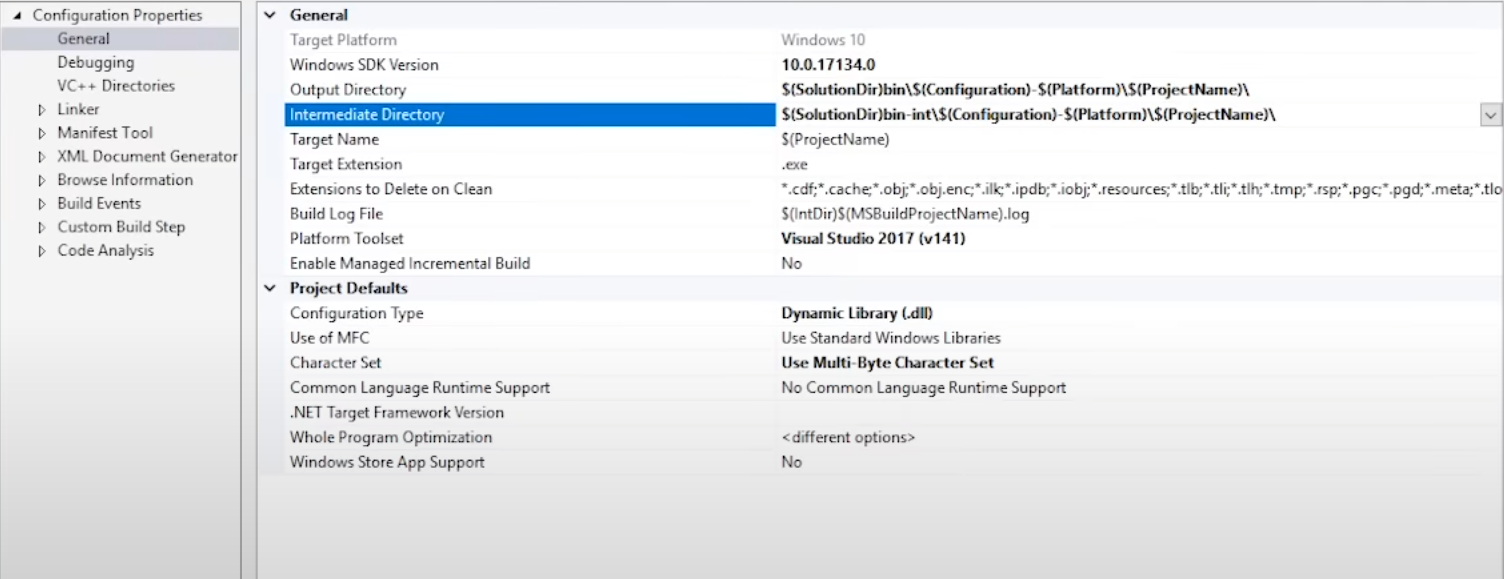 Configuration Properties
General
Debugging
VC++ Directories
Linker
Manifest Tool
XML Document Generator
Browse Information
Build Events
Custom Build Step
Code Analysis
General
Target Platform Windows 10
Windows SDK Version 10.0.17134.0
Output Directory $(SolutionDir)bin\$(Configuration)-$(Platform)\$(ProjectName)\
Intermediate Directory $(SolutionDir)bin-int\$(Configuration)-$(Platform)\$(ProjectName)\
Target Name $(ProjectName)
Target Extension .exe
Extensions to Delete on Clean *.cdf;*.cache;*.obj;*.obj.enc;*.ilk;*.ipdb;*.iobj;*.resources;*.tlb;*.tli;*.tlh;*.tmp;*.rsp;*.pgc;*.pgd;*.meta;*.tlo
Build Log File $(IntDir)$(MSBuildProjectName).log
Platform Toolset Visual Studio 2017 (v141)
Enable Managed Incremental Build No
Project Defaults
Configuration Type Dynamic Library (.dll)
Use of MFC Use Standard Windows Libraries
Character Set Use Multi-Byte Character Set
Common Language Runtime Support No Common Language Runtime Support
.NET Target Framework Version
Whole Program Optimization <different options>
Windows Store App Support No